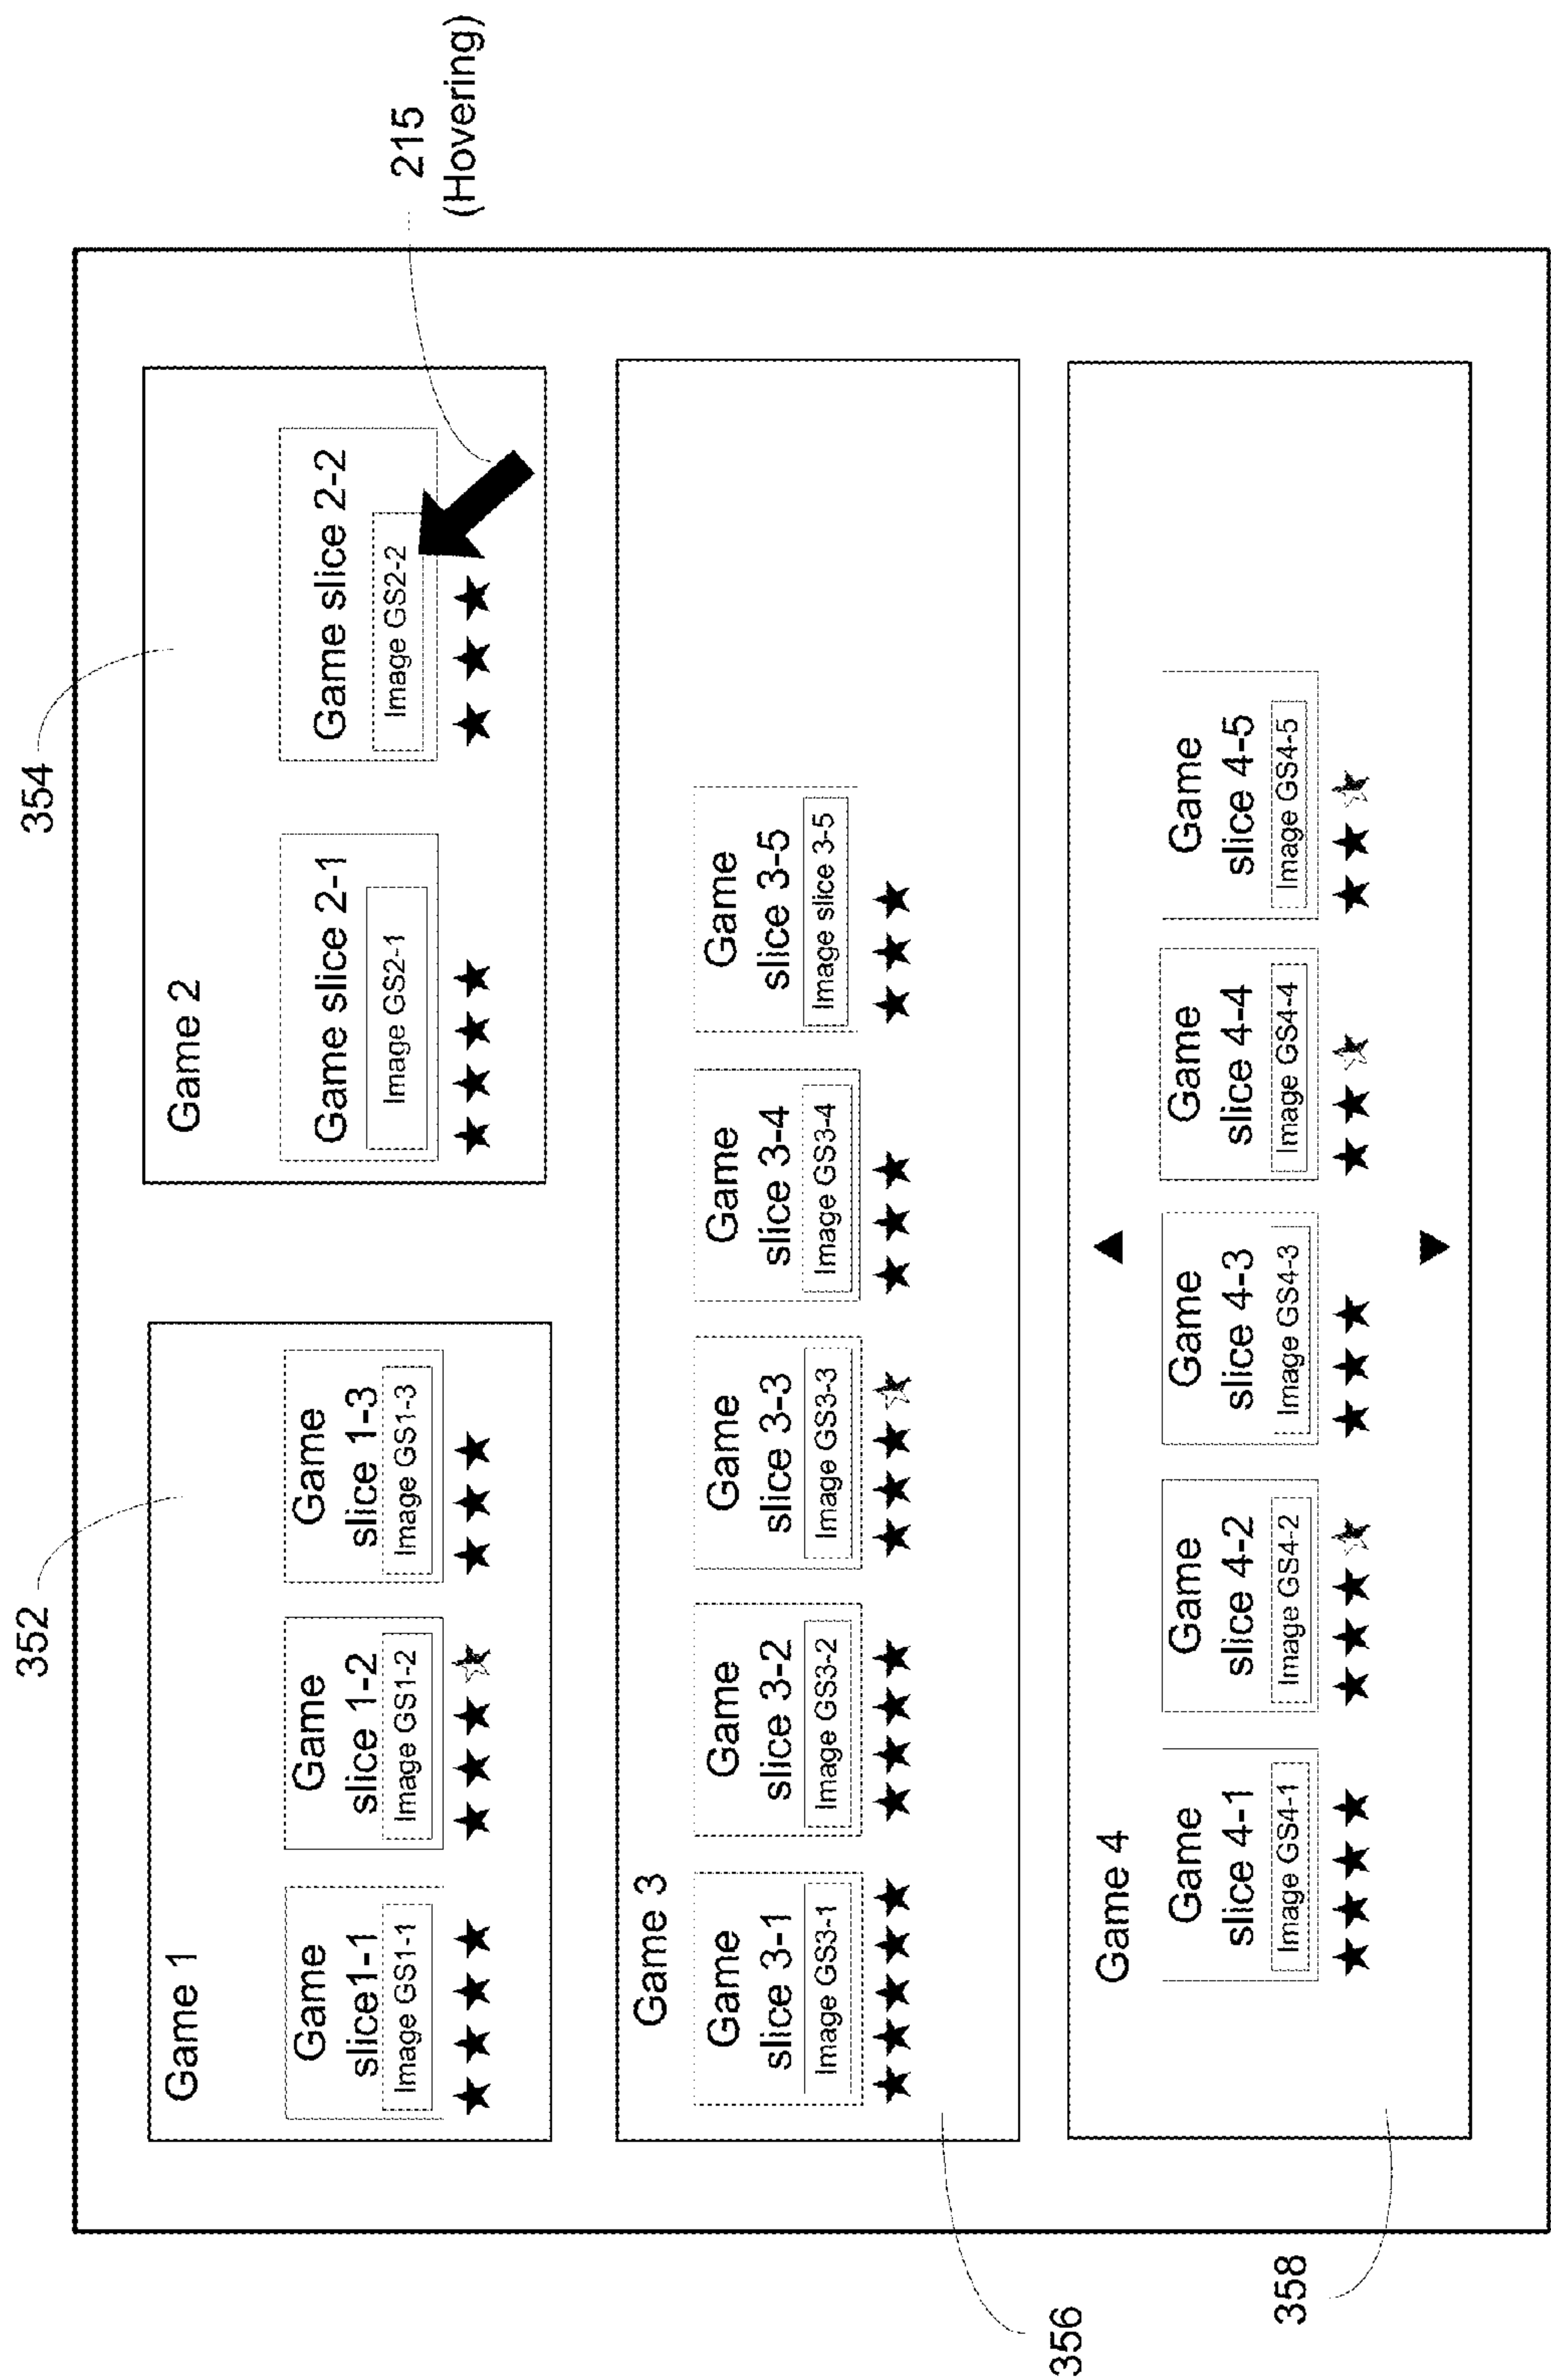 352
354
215
(Hovering)
Game 1
Game
slice1-1
Image GS1-1
Game
slice 1-2
Image GS1-2
Game
slice 1-3
Image GS1-3
Game 2
Game slice 2-1
Image GS2-1
Game slice 2-2
Image GS2-2
Game 3
Game
slice 3-1
Image GS3-1
Game
slice 3-2
Image GS3-2
Game
slice 3-3
Image GS3-3
Game
slice 3-4
Image GS3-4
Game
slice 3-5
Image slice 3-5
356
Game 4
Game
slice 4-1
Image GS4-1
Game
slice 4-2
Image GS4-2
Game
slice 4-3
Image GS4-3
Game
slice 4-4
Image GS4-4
Game
slice 4-5
Image GS4-5
358